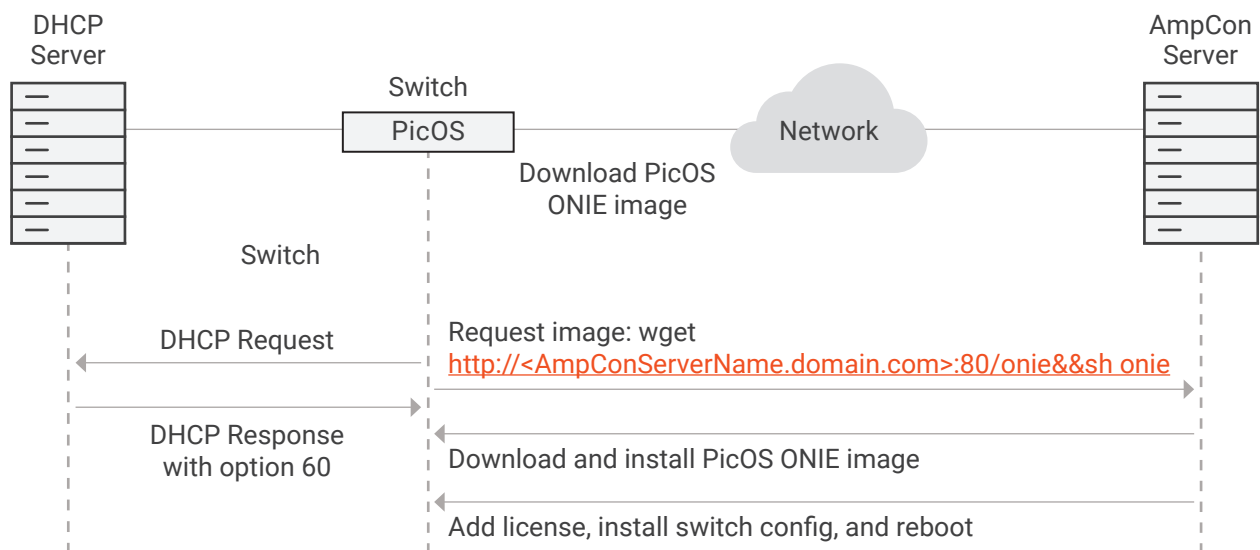 DHCP
Server
AmpCon
Server
Switch
PicOS
Network
Download PicOS
ONIE image
Switch
DHCP Request
Request image: wget
http://<AmpConServerName.domain.com>:80/onie&&sh onie
DHCP Response
with option 60
Download and install PicOS ONIE image
Add license, install switch config, and reboot